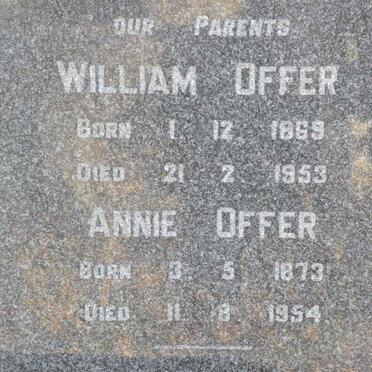 OUR PARENTS
WILLIAM OFFER
BORN 1. 12. 1869
DIED 21. 2. 1953
ANNIE OFFER
BORN 3. 5. 1873
DIED 11. 8. 1954.